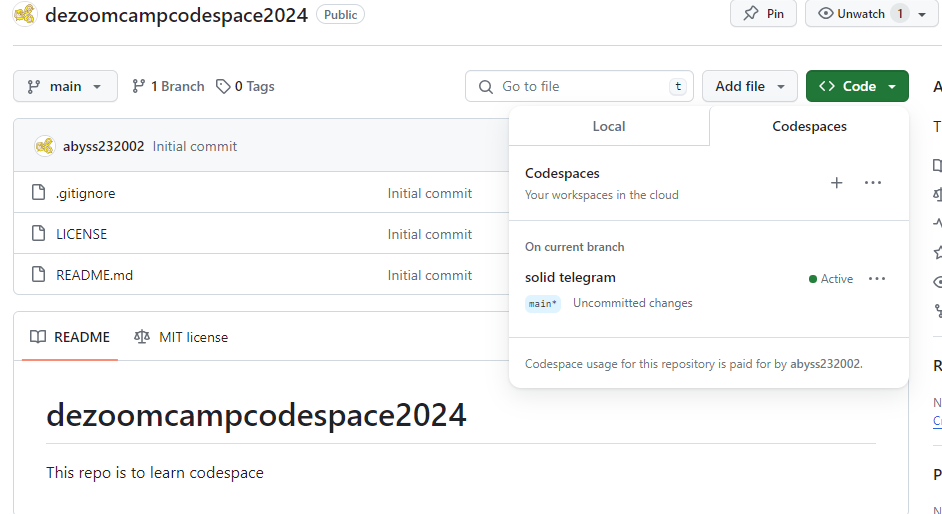 dezoomcampcodespace2024 Public Pin Unwatch 1
main 1 Branch 0 Tags Go to file t Add file Code
Local Codespaces
abyss232002 Initial commit
Codespaces
Your workspaces in the cloud
.gitignore Initial commit
LICENSE Initial commit
README.md Initial commit
On current branch
solid telegram Active
main* Uncommitted changes
README MIT license
Codespace usage for this repository is paid for by abyss232002.
dezoomcampcodespace2024
This repo is to learn codespace